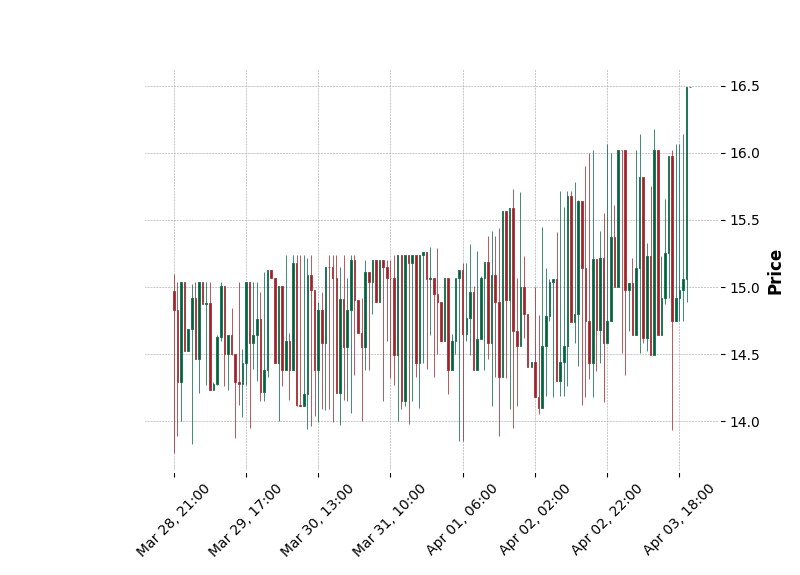 16.5
16.0
15.5
15.0
14.5
14.0
Price
Mar 28, 21:00
Mar 29, 17:00
Mar 30, 13:00
Mar 31, 10:00
Apr 01, 06:00
Apr 02, 02:00
Apr 02, 22:00
Apr 03, 18:00